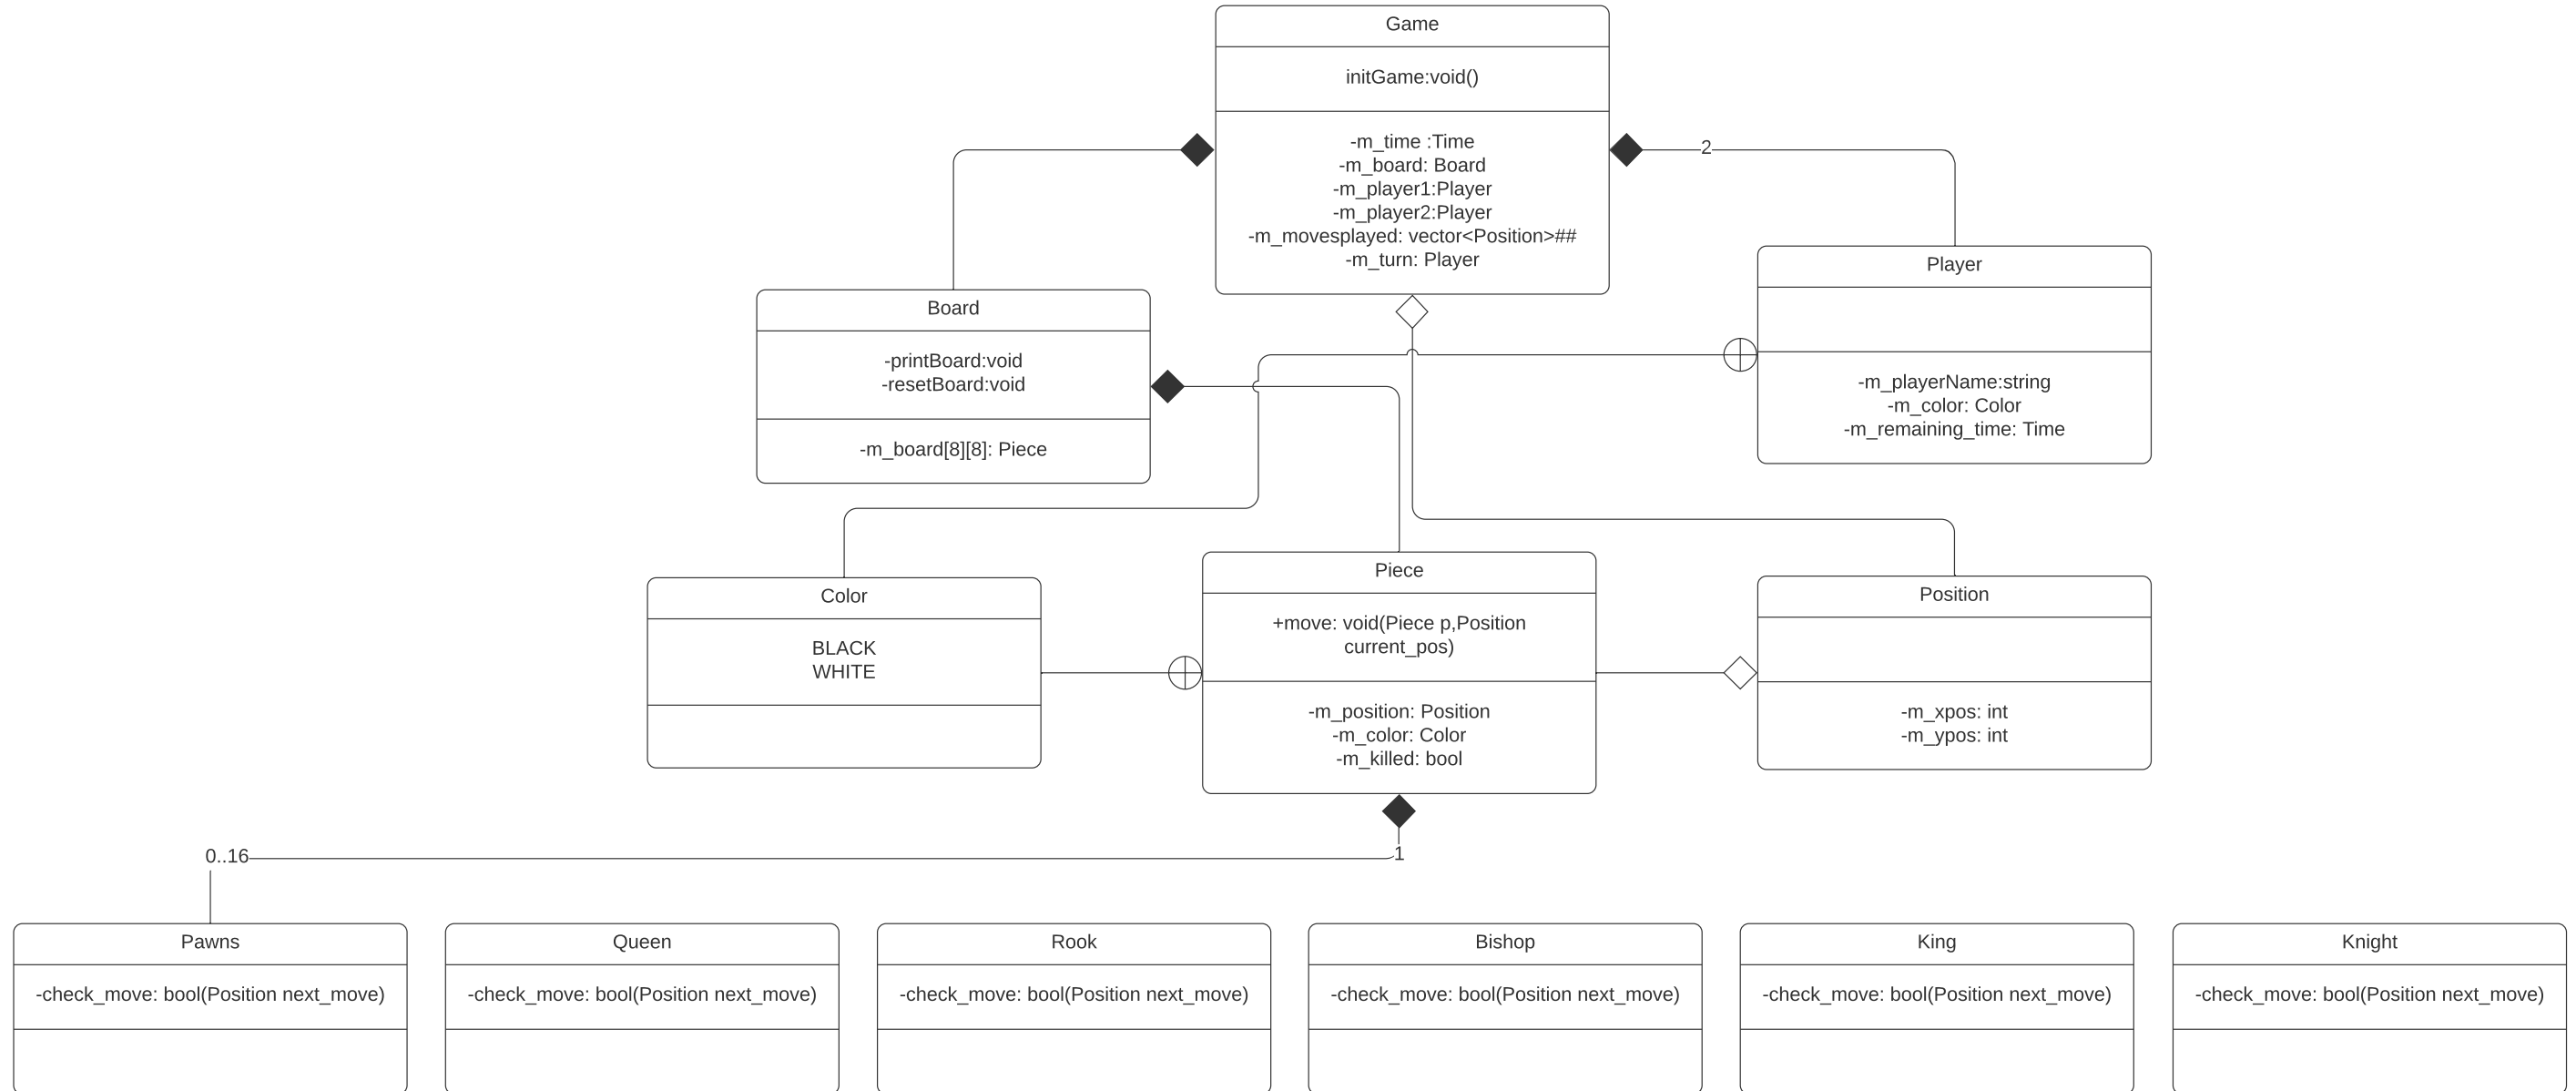 Game
initGame:void()
-m_time :Time
-m_board: Board
-m_player1:Player
-m_player2:Player
-m_movesplayed: vector<Position>##
-m_turn: Player
2
Player
-m_playerName:string
-m_color: Color
-m_remaining_time: Time
Board
-printBoard:void
-resetBoard:void
-m_board[8][8]: Piece
Color
BLACK
WHITE
Piece
+move: void(Piece p,Position
current_pos)
-m_position: Position
-m_color: Color
-m_killed: bool
Position
-m_xpos: int
-m_ypos: int
0..16
1
Pawns
-check_move: bool(Position next_move)
Queen
-check_move: bool(Position next_move)
Rook
-check_move: bool(Position next_move)
Bishop
-check_move: bool(Position next_move)
King
-check_move: bool(Position next_move)
Knight
-check_move: bool(Position next_move)